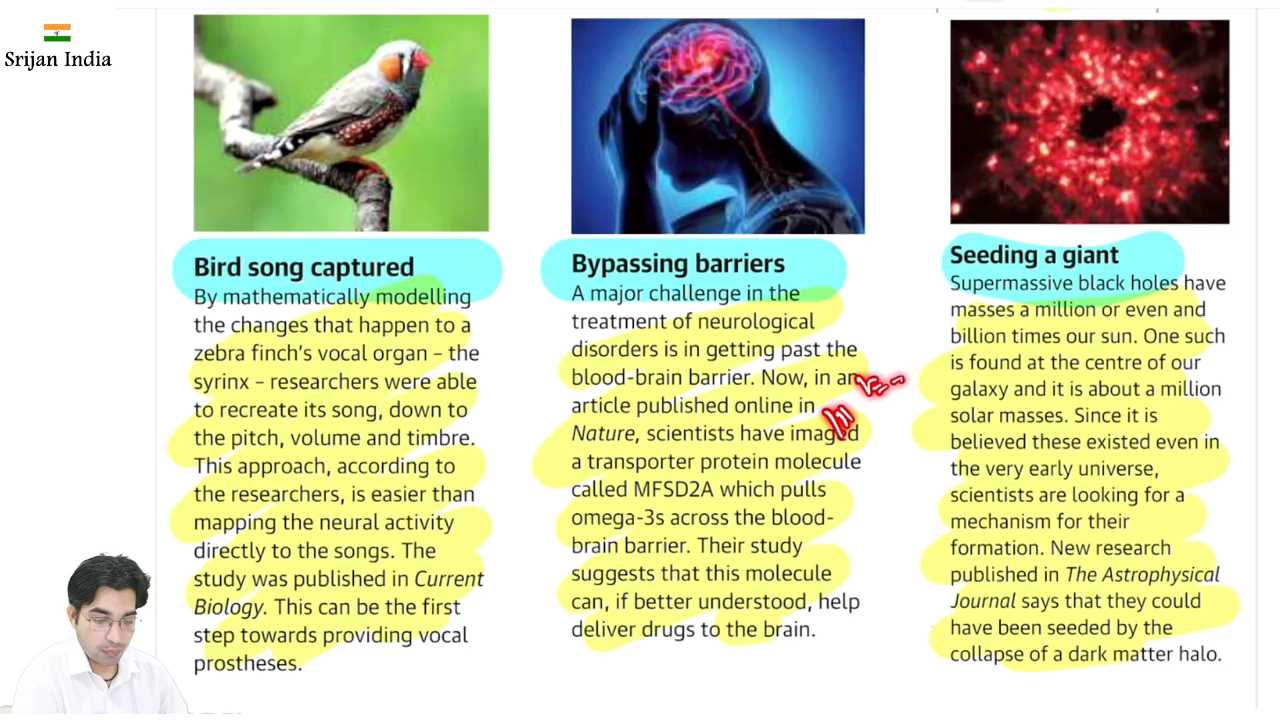 Srijan India
Bird song captured
By mathematically modelling
the changes that happen to a
zebra finch's vocal organ – the
syrinx – researchers were able
to recreate its song, down to
the pitch, volume and timbre.
This approach, according to
the researchers, is easier than
mapping the neural activity
directly to the songs. The
study was published in Current
Biology. This can be the first
step towards providing vocal
prostheses.
Bypassing barriers
A major challenge in the
treatment of neurological
disorders is in getting past the
blood-brain barrier. Now, in an
article published online in
Nature, scientists have imaged
a transporter protein molecule
called MFSD2A which pulls
omega-3s across the blood-
brain barrier. Their study
suggests that this molecule
can, if better understood, help
deliver drugs to the brain.
Seeding a giant
Supermassive black holes have
masses a million or even and
billion times our sun. One such
is found at the centre of our
galaxy and it is about a million
solar masses. Since it is
believed these existed even in
the very early universe,
scientists are looking for a
mechanism for their
formation. New research
published in The Astrophysical
Journal says that they could
have been seeded by the
collapse of a dark matter halo.